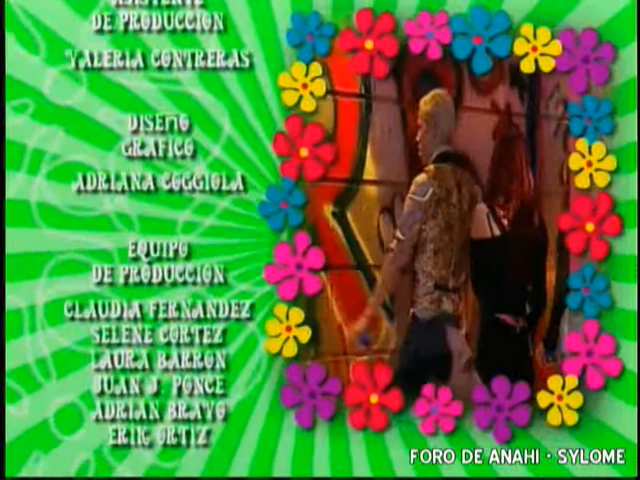 ASISTENTE
DE PRODUCCION
VALERIA CONTRERAS
DISEÑO
GRAFICO
ADRIANA COGGIOLA
EQUIPO
DE PRODUCCION
CLAUDIA FERNANDEZ
SELENE CORTEZ
LAURA BARRON
JUAN J. PONCE
ADRIAN BRAVO
ERIK ORTIZ
FORO DE ANAHI - SYLOME